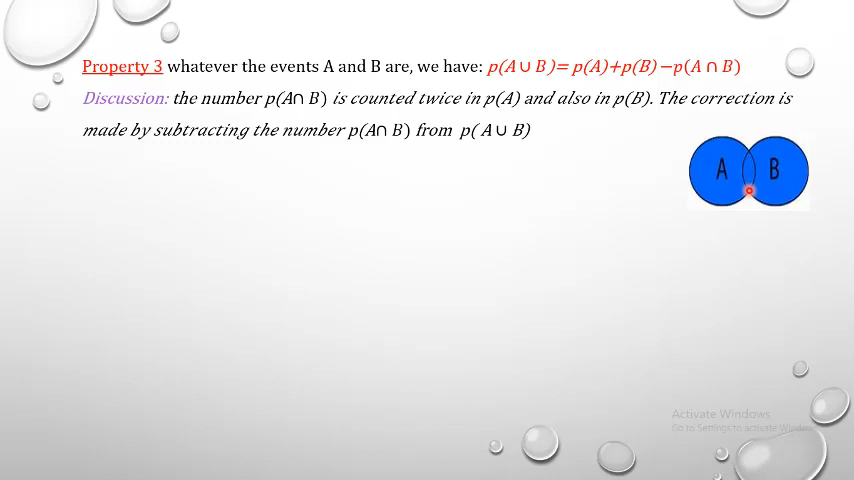 Property 3 whatever the events A and B are, we have: p(A ∪ B)= p(A)+p(B)−p(A ∩ B)
Discussion: the number p(A∩ B) is counted twice in p(A) and also in p(B). The correction is
made by subtracting the number p(A∩ B) from p( A ∪ B)
A B
Activate Windows
Go to Settings to activate Windows.